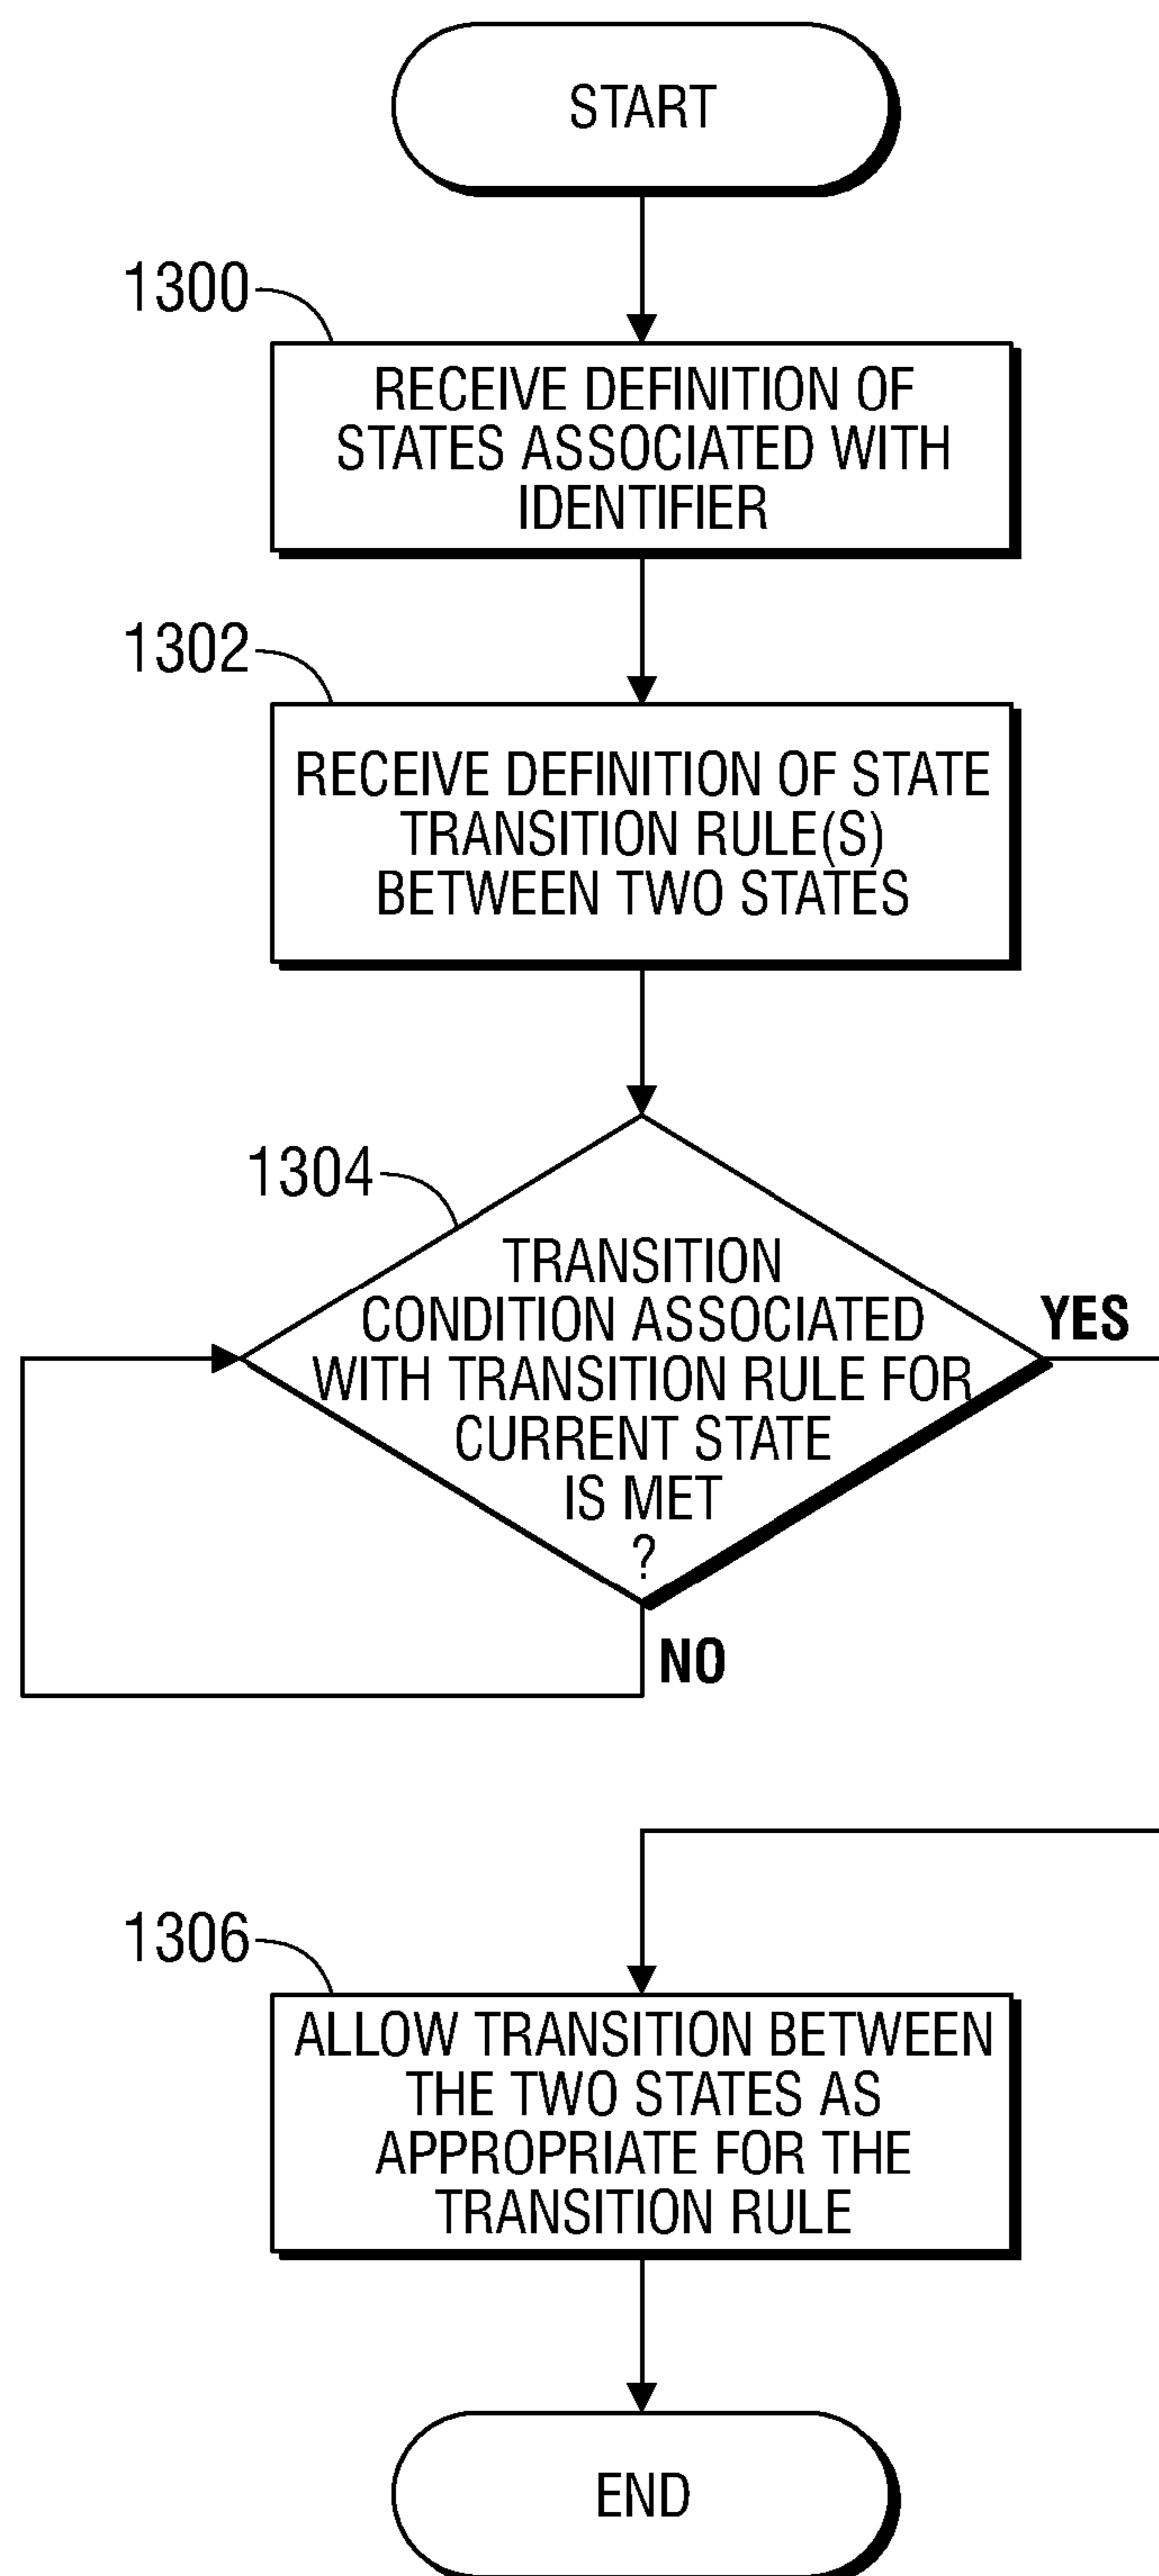 START
1300
RECEIVE DEFINITION OF
STATES ASSOCIATED WITH
IDENTIFIER
1302
RECEIVE DEFINITION OF STATE
TRANSITION RULE(S)
BETWEEN TWO STATES
1304
TRANSITION
CONDITION ASSOCIATED
WITH TRANSITION RULE FOR
CURRENT STATE
IS MET
?
YES
NO
1306
ALLOW TRANSITION BETWEEN
THE TWO STATES AS
APPROPRIATE FOR THE
TRANSITION RULE
END